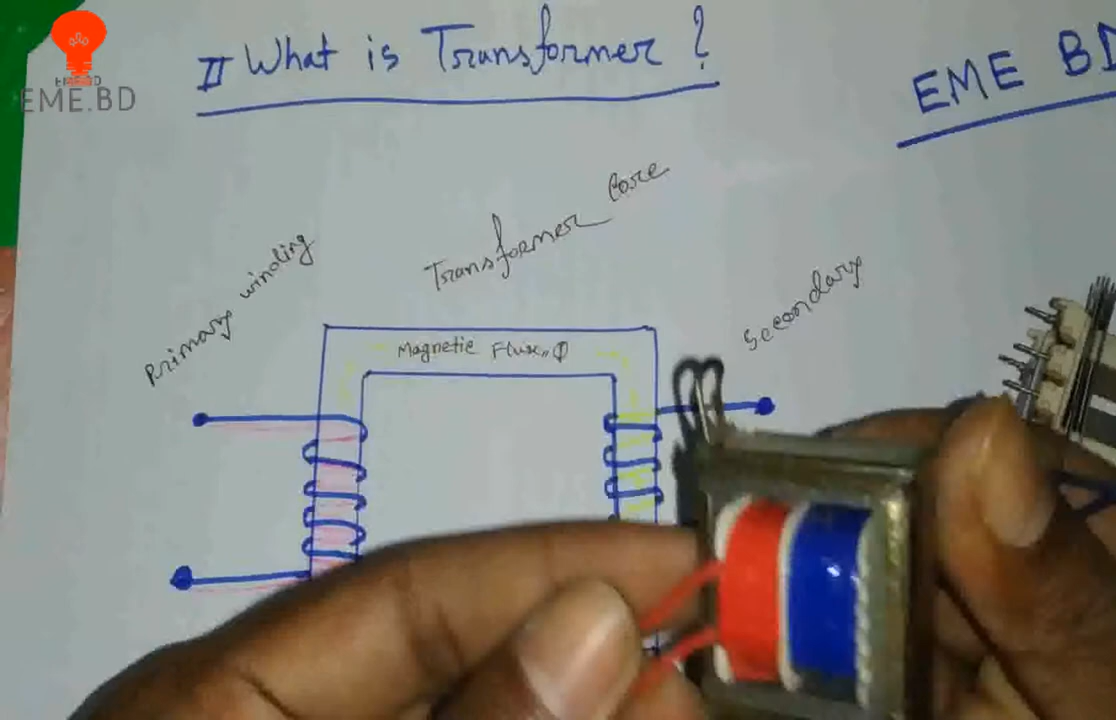 II What is Transformer ?
EME BD
EME.BD
Primary winding
Transformer Core
Secondary
Magnetic Flux,, Φ